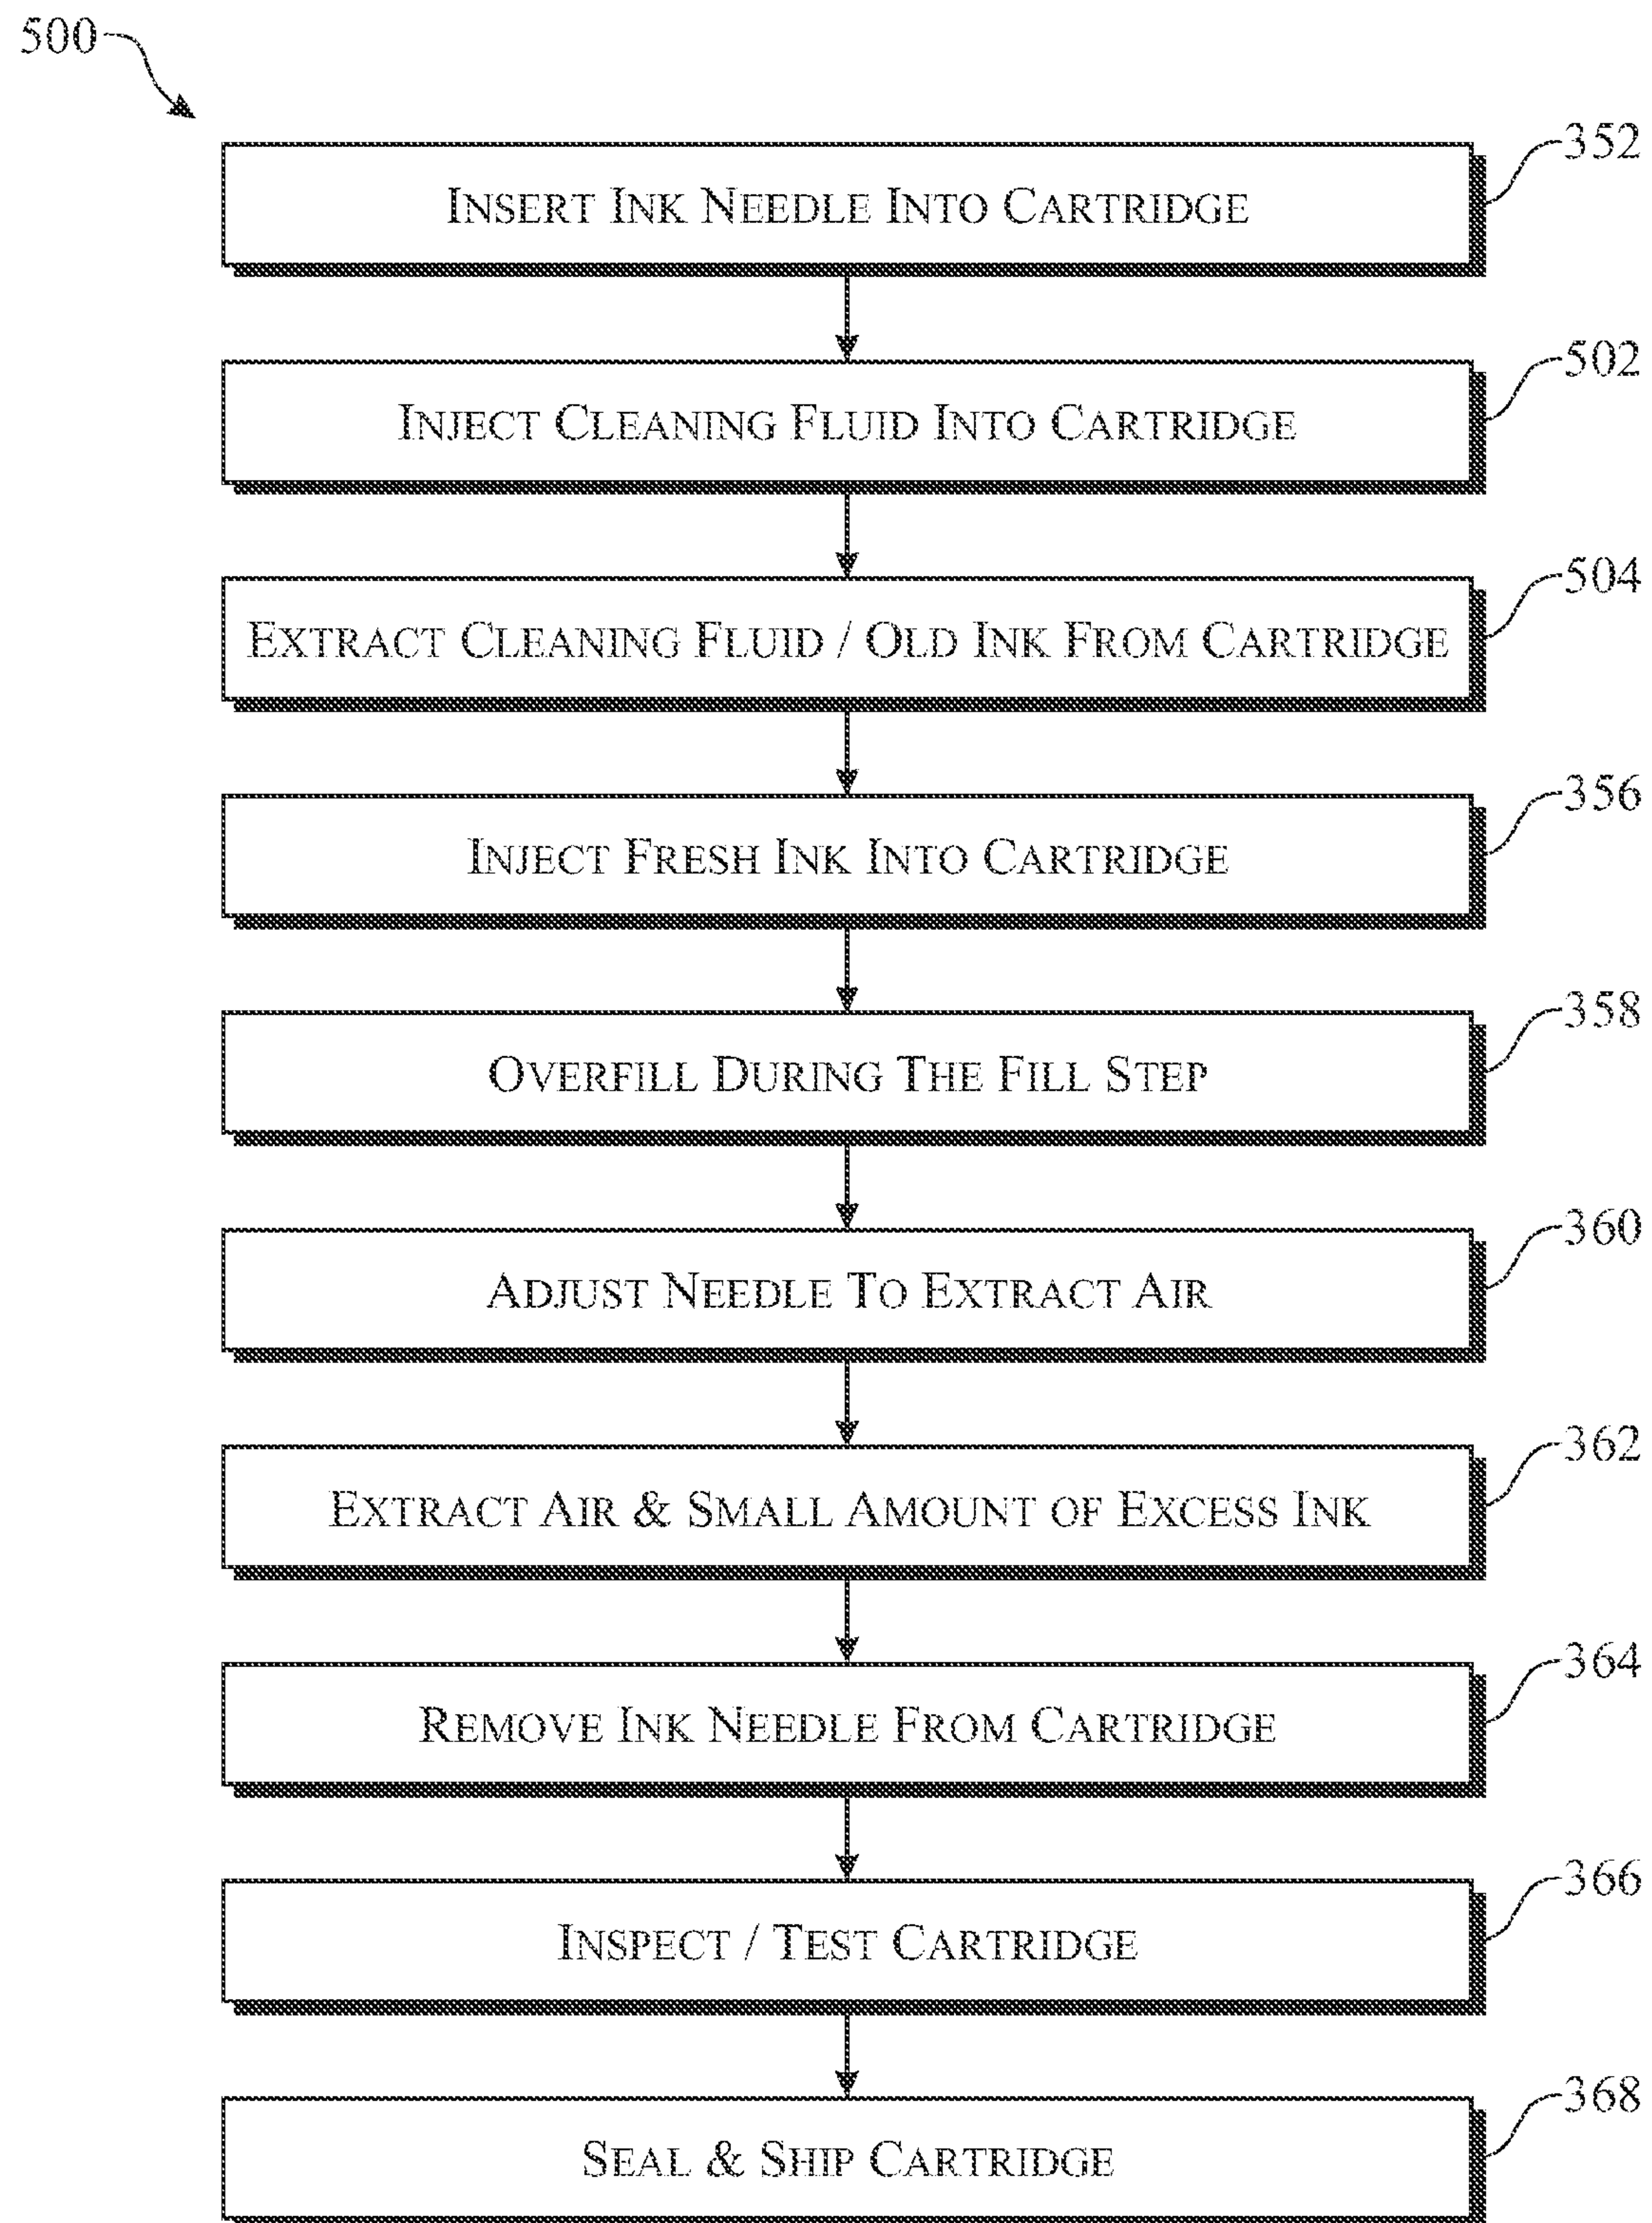 500
352
INSERT INK NEEDLE INTO CARTRIDGE
502
INJECT CLEANING FLUID INTO CARTRIDGE
504
EXTRACT CLEANING FLUID / OLD INK FROM CARTRIDGE
356
INJECT FRESH INK INTO CARTRIDGE
358
OVERFILL DURING THE FILL STEP
360
ADJUST NEEDLE TO EXTRACT AIR
362
EXTRACT AIR & SMALL AMOUNT OF EXCESS INK
364
REMOVE INK NEEDLE FROM CARTRIDGE
366
INSPECT / TEST CARTRIDGE
368
SEAL & SHIP CARTRIDGE